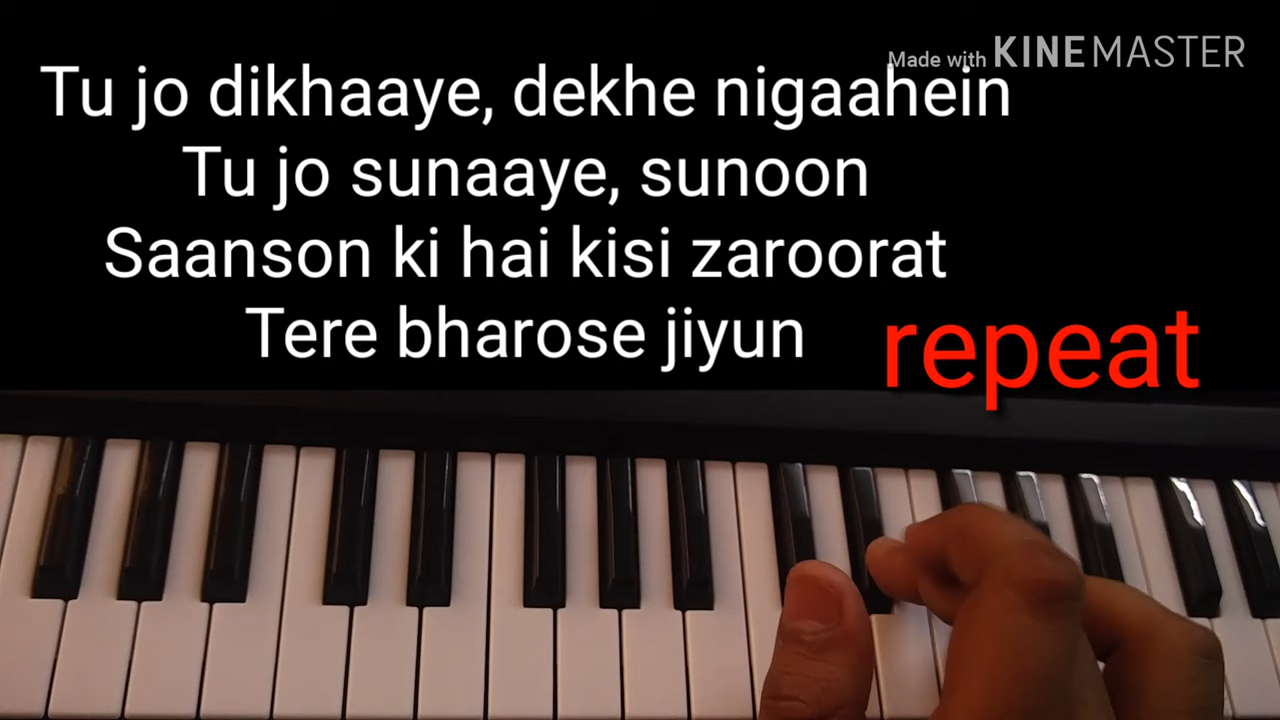 Made with KINEMASTER
Tu jo dikhaaye, dekhe nigaahein
Tu jo sunaaye, sunoon
Saanson ki hai kisi zaroorat
Tere bharose jiyun
repeat